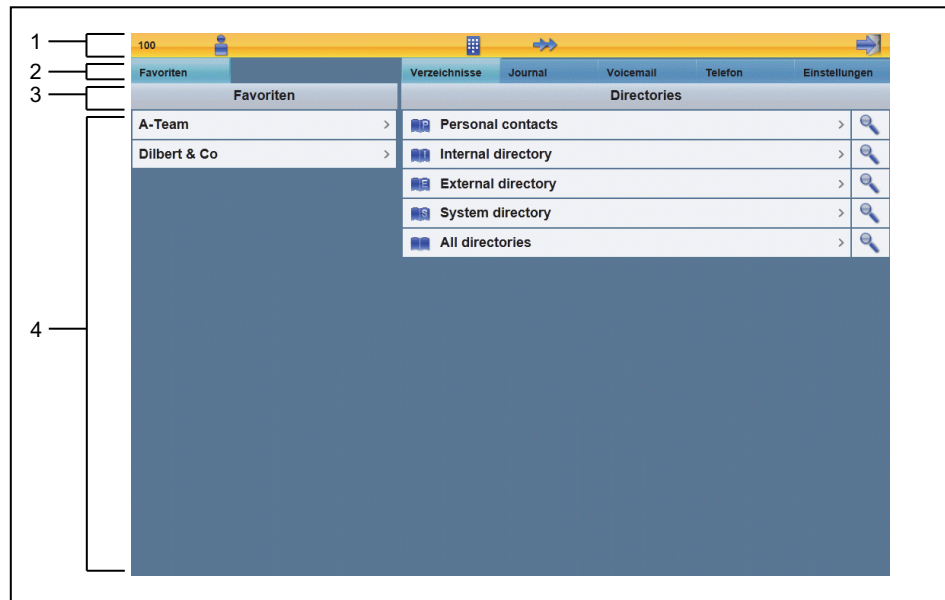 1
100
2
Favoriten
Verzeichnisse Journal Voicemail Telefon Einstellungen
3
Favoriten
Directories
4
A-Team
Dilbert & Co
P Personal contacts
I Internal directory
E External directory
S System directory
All directories